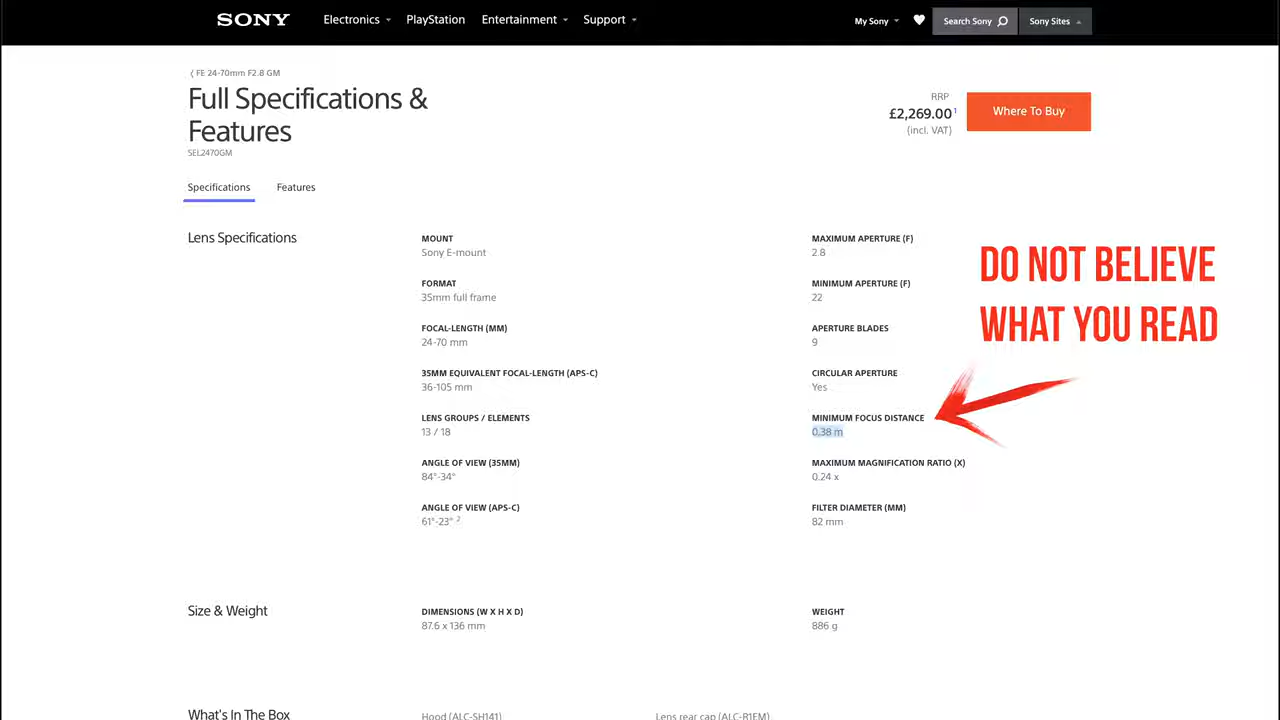 SONY
Electronics
PlayStation
Entertainment
Support
My Sony
Search Sony
Sony Sites
FE 24-70mm F2.8 GM
Full Specifications &
Features
SEL2470GM
RRP
£2,269.00¹
(incl. VAT)
Where To Buy
Specifications
Features
Lens Specifications
MOUNT
Sony E-mount
FORMAT
35mm full frame
FOCAL-LENGTH (MM)
24-70 mm
35MM EQUIVALENT FOCAL-LENGTH (APS-C)
36-105 mm
LENS GROUPS / ELEMENTS
13 / 18
ANGLE OF VIEW (35MM)
84°-34°
ANGLE OF VIEW (APS-C)
61°-23° ²
MAXIMUM APERTURE (F)
2.8
MINIMUM APERTURE (F)
22
APERTURE BLADES
9
CIRCULAR APERTURE
Yes
MINIMUM FOCUS DISTANCE
0.38 m
MAXIMUM MAGNIFICATION RATIO (X)
0.24 x
FILTER DIAMETER (MM)
82 mm
DO NOT BELIEVE
WHAT YOU READ
Size & Weight
DIMENSIONS (W X H X D)
87.6 x 136 mm
WEIGHT
886 g
What's In The Box
Hood (ALC-SH141)
Lens rear cap (ALC-R1EM)